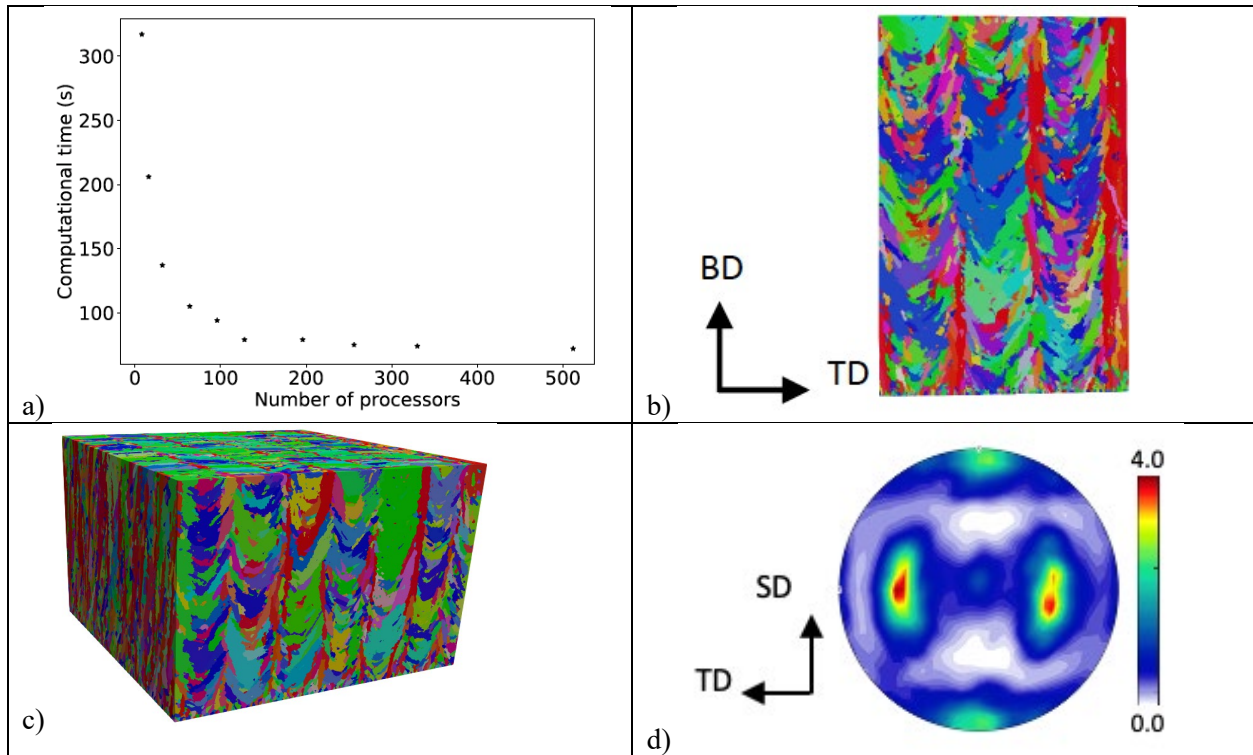 Computational time (s)
300
250
200
150
100
0 100 200 300 400 500
Number of processors
a)
BD
TD
b)
c)
SD
TD
4.0
0.0
d)